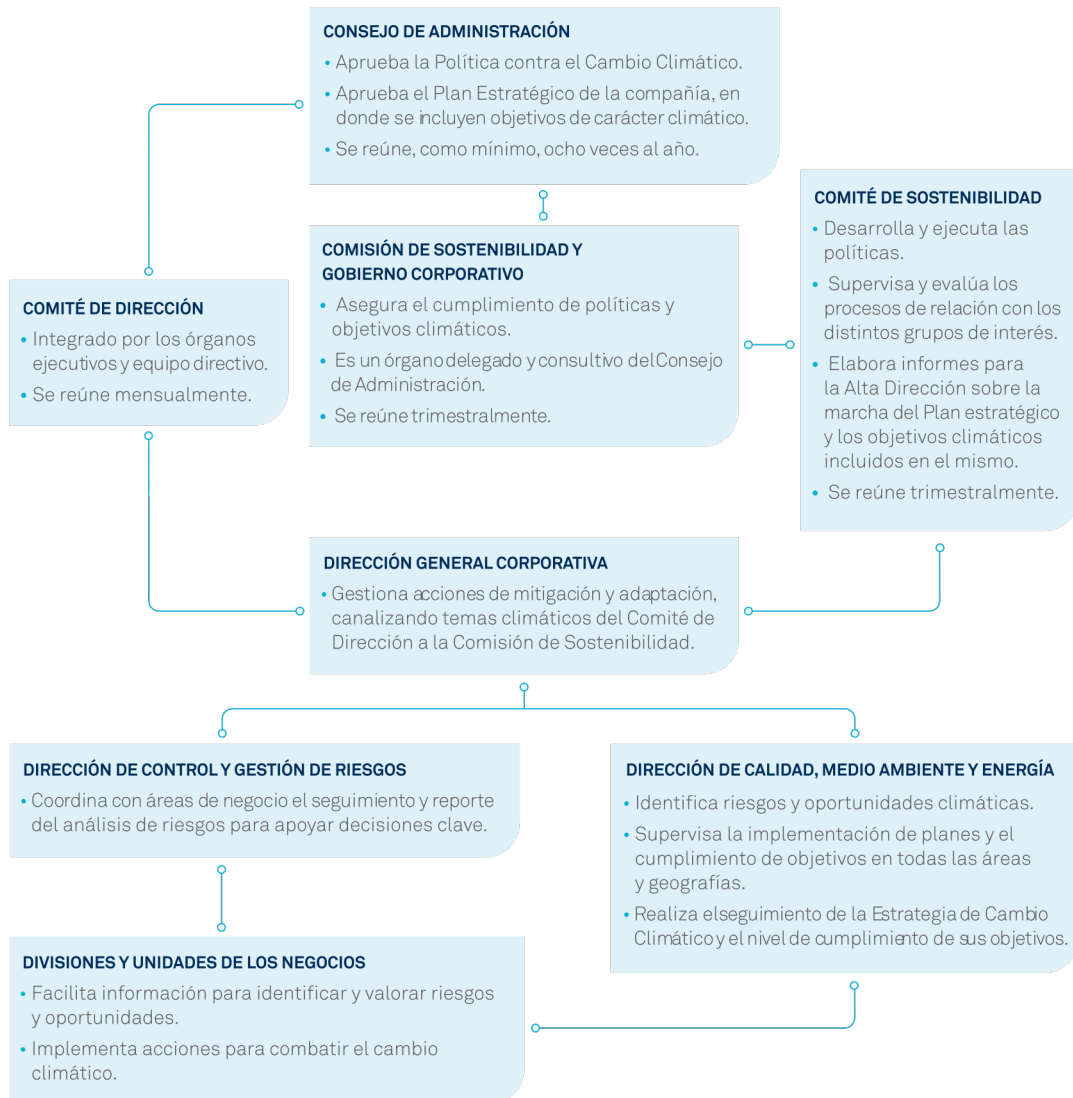 CONSEJO DE ADMINISTRACIÓN
• Aprueba la Política contra el Cambio Climático.
• Aprueba el Plan Estratégico de la compañía, en
donde se incluyen objetivos de carácter climático.
• Se reúne, como mínimo, ocho veces al año.
COMISIÓN DE SOSTENIBILIDAD Y
GOBIERNO CORPORATIVO
• Asegura el cumplimiento de políticas y
objetivos climáticos.
• Es un órgano delegado y consultivo del Consejo
de Administración.
• Se reúne trimestralmente.
COMITÉ DE SOSTENIBILIDAD
• Desarrolla y ejecuta las
políticas.
• Supervisa y evalúa los
procesos de relación con los
distintos grupos de interés.
• Elabora informes para
la Alta Dirección sobre la
marcha del Plan estratégico
y los objetivos climáticos
incluidos en el mismo.
• Se reúne trimestralmente.
COMITÉ DE DIRECCIÓN
• Integrado por los órganos
ejecutivos y equipo directivo.
• Se reúne mensualmente.
DIRECCIÓN GENERAL CORPORATIVA
• Gestiona acciones de mitigación y adaptación,
canalizando temas climáticos del Comité de
Dirección a la Comisión de Sostenibilidad.
DIRECCIÓN DE CONTROL Y GESTIÓN DE RIESGOS
• Coordina con áreas de negocio el seguimiento y reporte
del análisis de riesgos para apoyar decisiones clave.
DIRECCIÓN DE CALIDAD, MEDIO AMBIENTE Y ENERGÍA
• Identifica riesgos y oportunidades climáticas.
• Supervisa la implementación de planes y el
cumplimiento de objetivos en todas las áreas
y geografías.
• Realiza el seguimiento de la Estrategia de Cambio
Climático y el nivel de cumplimiento de sus objetivos.
DIVISIONES Y UNIDADES DE LOS NEGOCIOS
• Facilita información para identificar y valorar riesgos
y oportunidades.
• Implementa acciones para combatir el cambio
climático.